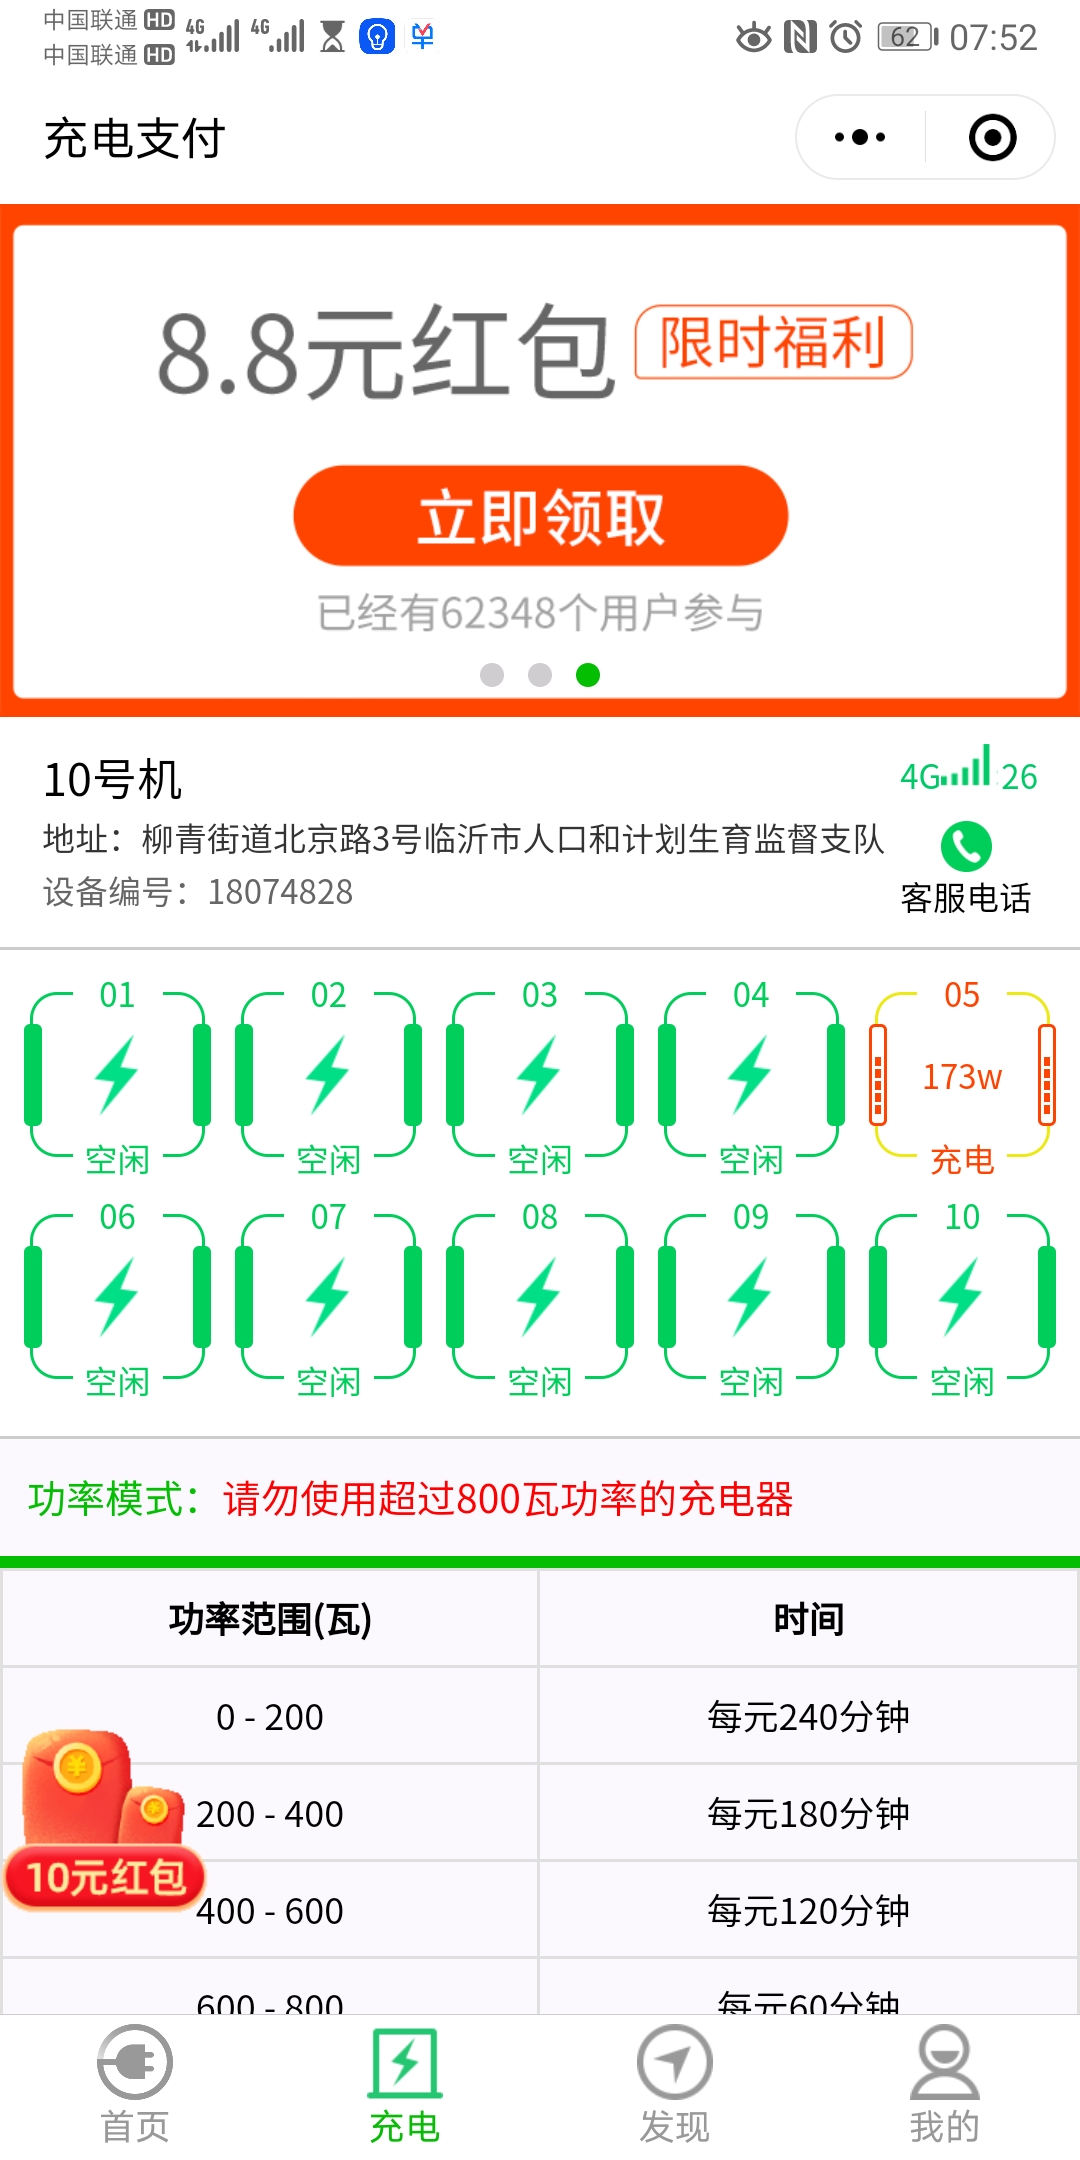 中国联通 HD 4G 4G 62 07:52
中国联通 HD
充电支付
8.8元红包 限时福利
立即领取
已经有62348个用户参与
10号机
4G 26
地址：柳青街道北京路3号临沂市人口和计划生育监督支队
设备编号：18074828
客服电话
01 02 03 04 05
173w
空闲 空闲 空闲 空闲 充电
06 07 08 09 10
空闲 空闲 空闲 空闲 空闲
功率模式：请勿使用超过800瓦功率的充电器
功率范围(瓦) 时间
0 - 200 每元240分钟
200 - 400 每元180分钟
10元红包
400 - 600 每元120分钟
600 - 800 每元60分钟
首页 充电 发现 我的